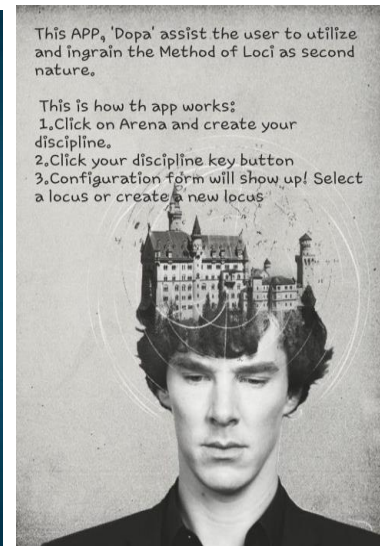 This APP, 'Dopa' assist the user to utilize
and ingrain the Method of Loci as second
nature.
This is how th app works:
1.Click on Arena and create your
discipline.
2.Click your discipline key button
3.Configuration form will show up! Select
a locus or create a new locus